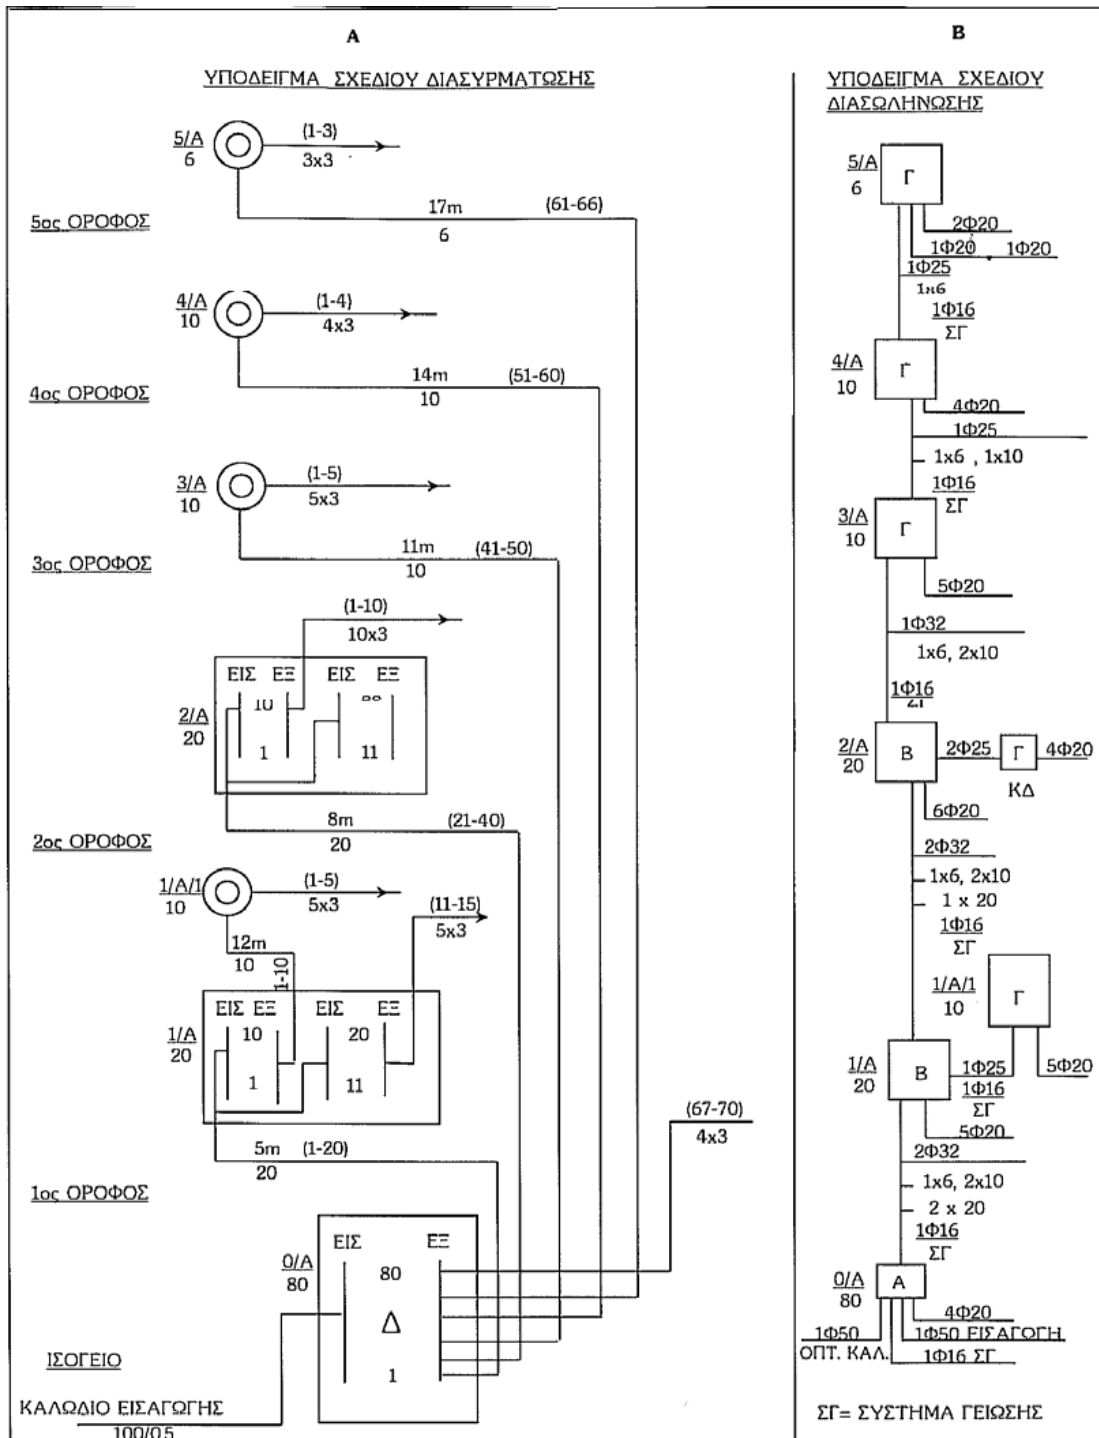 Α
ΥΠΟΔΕΙΓΜΑ ΣΧΕΔΙΟΥ ΔΙΑΣΥΡΜΑΤΩΣΗΣ
5/Α
6
(1-3)
3x3
17m
(61-66)
6
5ος ΟΡΟΦΟΣ
4/Α
10
(1-4)
4x3
14m
(51-60)
10
4ος ΟΡΟΦΟΣ
3/Α
10
(1-5)
5x3
11m
(41-50)
10
3ος ΟΡΟΦΟΣ
(1-10)
10x3
ΕΙΣ ΕΞ ΕΙΣ ΕΞ
10
2/Α
20
1 11
8m
(21-40)
20
2ος ΟΡΟΦΟΣ
1/Α/1
10
(1-5)
5x3
(11-15)
5x3
12m
10
1-10
ΕΙΣ ΕΞ ΕΙΣ ΕΞ
10 20
1/Α
20
1 11
5m (1-20)
20
(67-70)
4x3
1ος ΟΡΟΦΟΣ
ΕΙΣ ΕΞ
0/Α
80
80
Δ
1
ΙΣΟΓΕΙΟ
ΚΑΛΩΔΙΟ ΕΙΣΑΓΩΓΗΣ
100/0.5
Β
ΥΠΟΔΕΙΓΜΑ ΣΧΕΔΙΟΥ
ΔΙΑΣΩΛΗΝΩΣΗΣ
5/Α
6
Γ
2Φ20
1Φ20 , 1Φ20
1Φ25
1x6
1Φ16
ΣΓ
4/Α
10
Γ
4Φ20
1Φ25
1x6 , 1x10
1Φ16
ΣΓ
3/Α
10
Γ
5Φ20
1Φ32
1x6, 2x10
1Φ16
ΣΓ
2/Α
20
Β
2Φ25
Γ
4Φ20
ΚΔ
6Φ20
2Φ32
1x6, 2x10
1 x 20
1Φ16
ΣΓ
1/Α/1
10
Γ
1/Α
20
Β
1Φ25
5Φ20
1Φ16
ΣΓ
5Φ20
2Φ32
1x6, 2x10
2 x 20
1Φ16
ΣΓ
0/Α
80
Α
4Φ20
1Φ50
1Φ50 ΕΙΣΑΓΩΓΗ
ΟΠΤ. ΚΑΛ.
1Φ16 ΣΓ
ΣΓ= ΣΥΣΤΗΜΑ ΓΕΙΩΣΗΣ